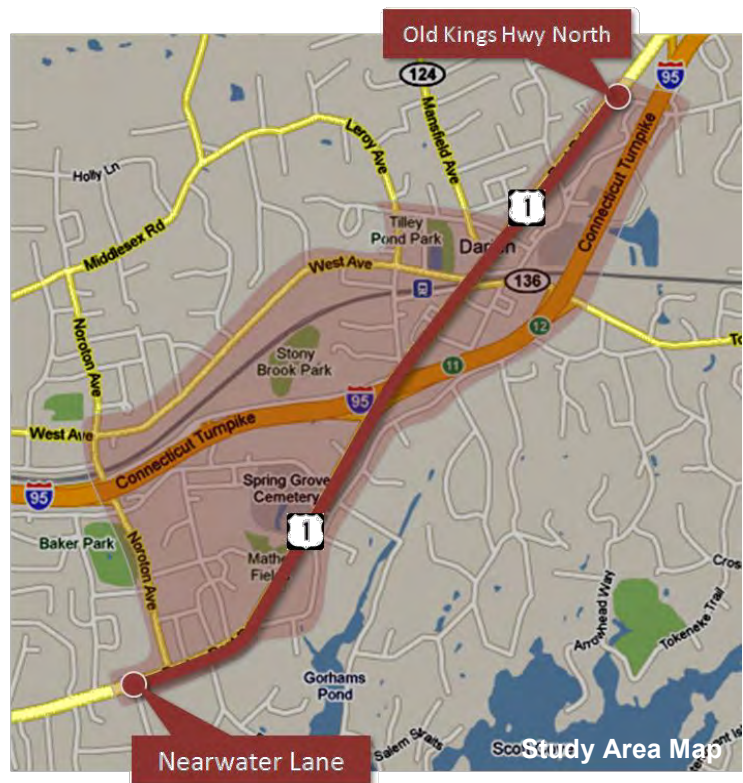 Old Kings Hwy North
95
124
Mansfield Ave
Leroy Ave
Holly Ln
Connecticut Turnpike
1
Tilley
Pond Park
Middlesex Rd
West Ave
136
Noroton Ave
12
Stony
Brook Park
11
95
West Ave
Connecticut Turnpike
Spring Grove
Cemetery
95
1
Baker Park
Noroton Ave
Arrowhead Way
Tokeneke Trail
Gorhams
Pond
Salem Straits
Study Area Map
Nearwater Lane